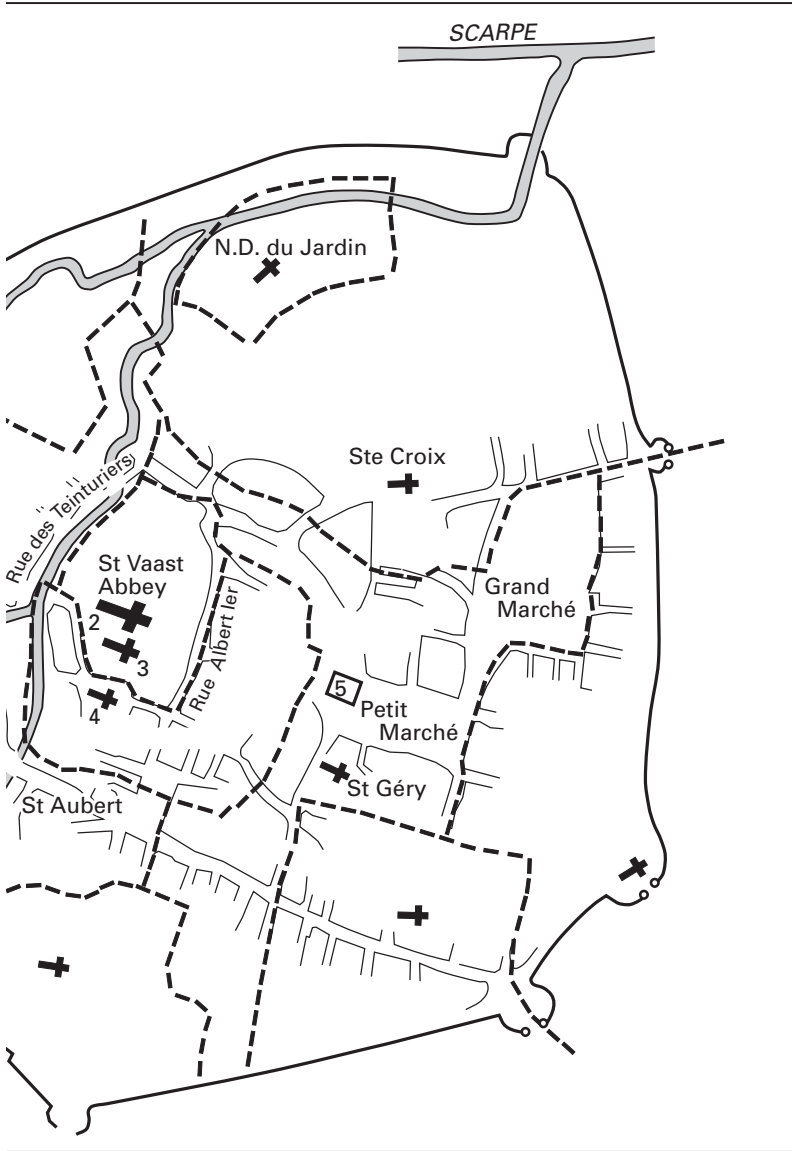 SCARPE
N.D. du Jardin
Ste Croix
Rue des Teinturiers
St Vaast
Abbey
Grand
Marché
2
Rue Albert Ier
3
5
4
Petit
Marché
St Géry
St Aubert